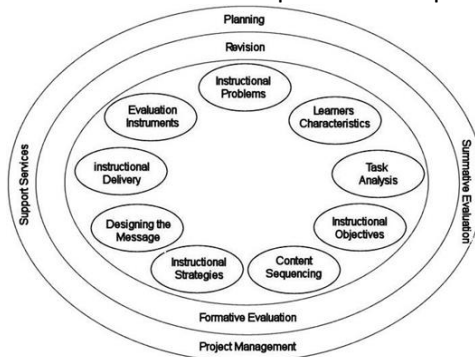 Planning
Revision
Instructional
Problems
Learners
Characteristics
Task
Analysis
Instructional
Objectives
Content
Sequencing
Instructional
Strategies
Designing the
Message
instructional
Delivery
Evaluation
Instruments
Support Services
Summative Evaluation
Formative Evaluation
Project Management